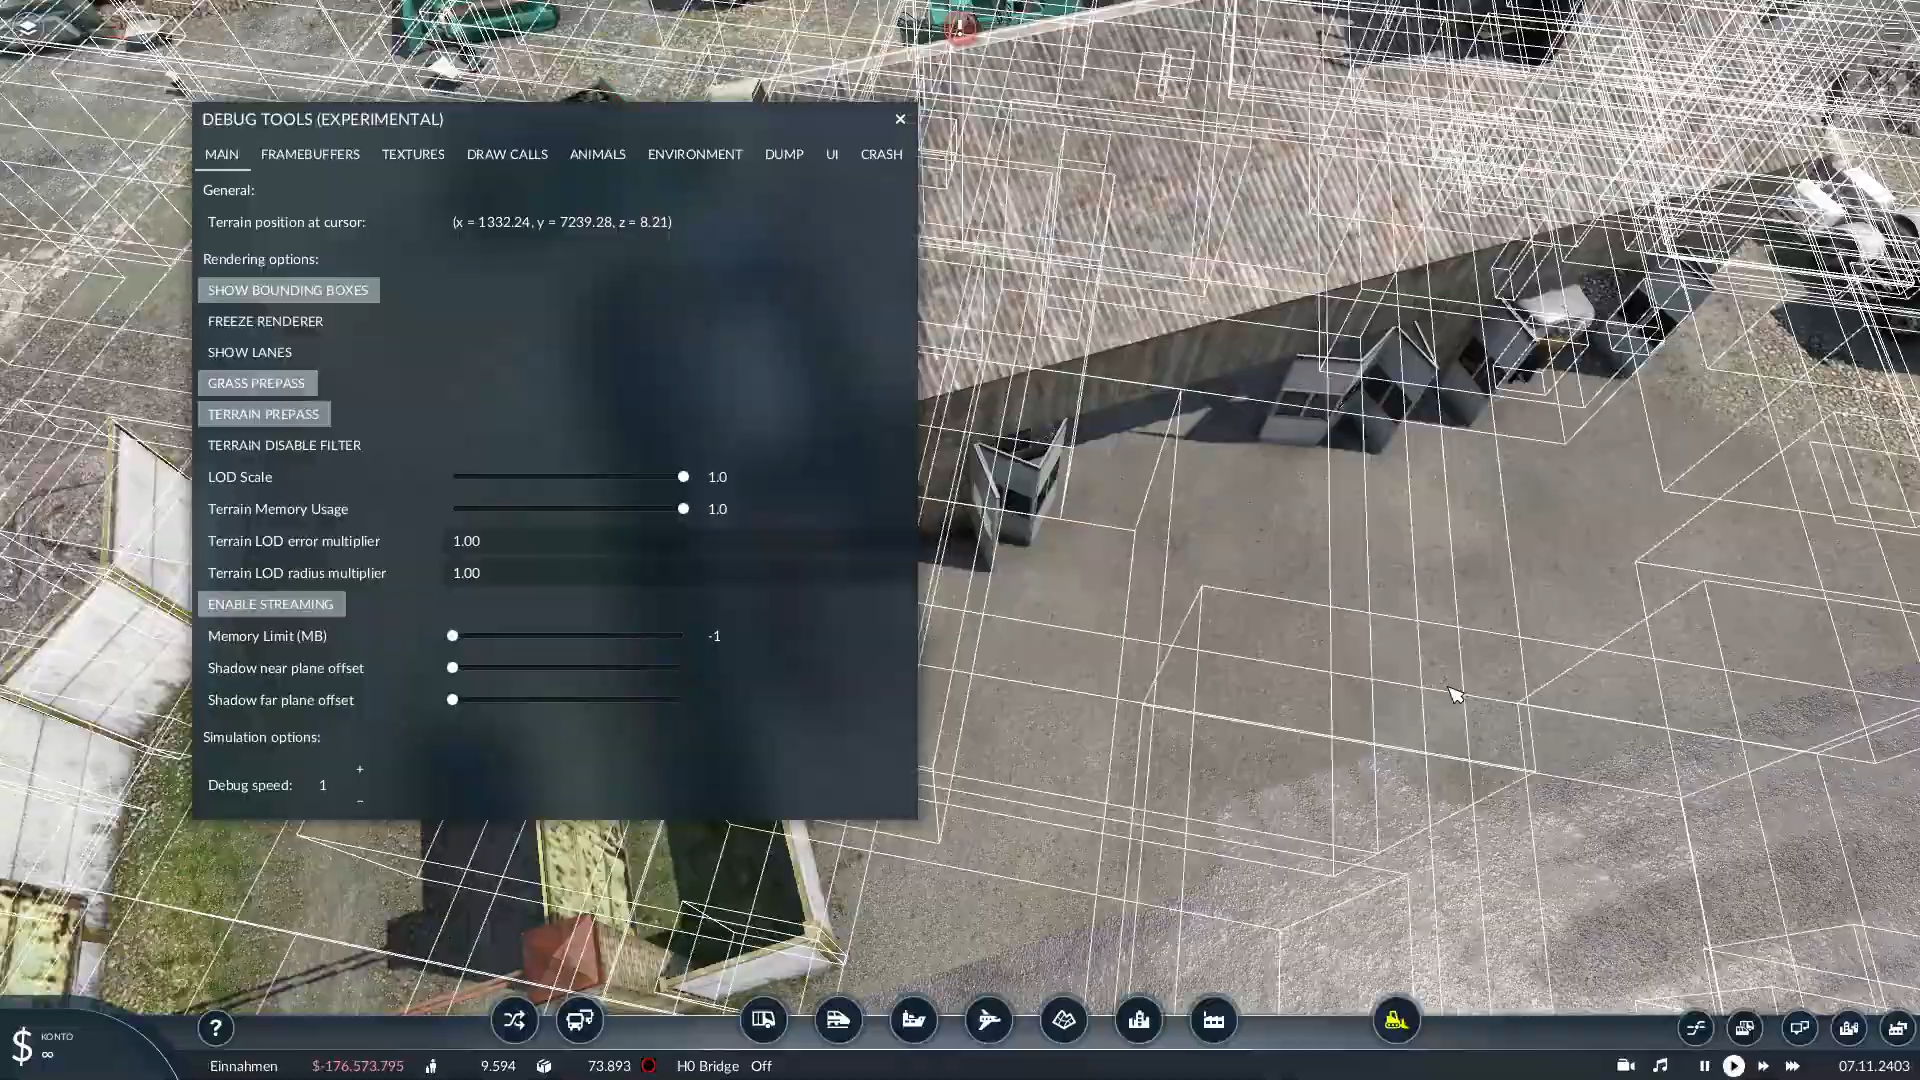 DEBUG TOOLS (EXPERIMENTAL)
MAIN FRAMEBUFFERS TEXTURES DRAW CALLS ANIMALS ENVIRONMENT DUMP UI CRASH
General:
Terrain position at cursor: (x = 1332.24, y = 7239.28, z = 8.21)
Rendering options:
SHOW BOUNDING BOXES
FREEZE RENDERER
SHOW LANES
GRASS PREPASS
TERRAIN PREPASS
TERRAIN DISABLE FILTER
LOD Scale 1.0
Terrain Memory Usage 1.0
Terrain LOD error multiplier 1.00
Terrain LOD radius multiplier 1.00
ENABLE STREAMING
Memory Limit (MB) -1
Shadow near plane offset
Shadow far plane offset
Simulation options:
+
Debug speed: 1
-
?
$ KONTO
∞
Einnahmen $-176.573.795 9.594 73.893 H0 Bridge Off 07.11.2403